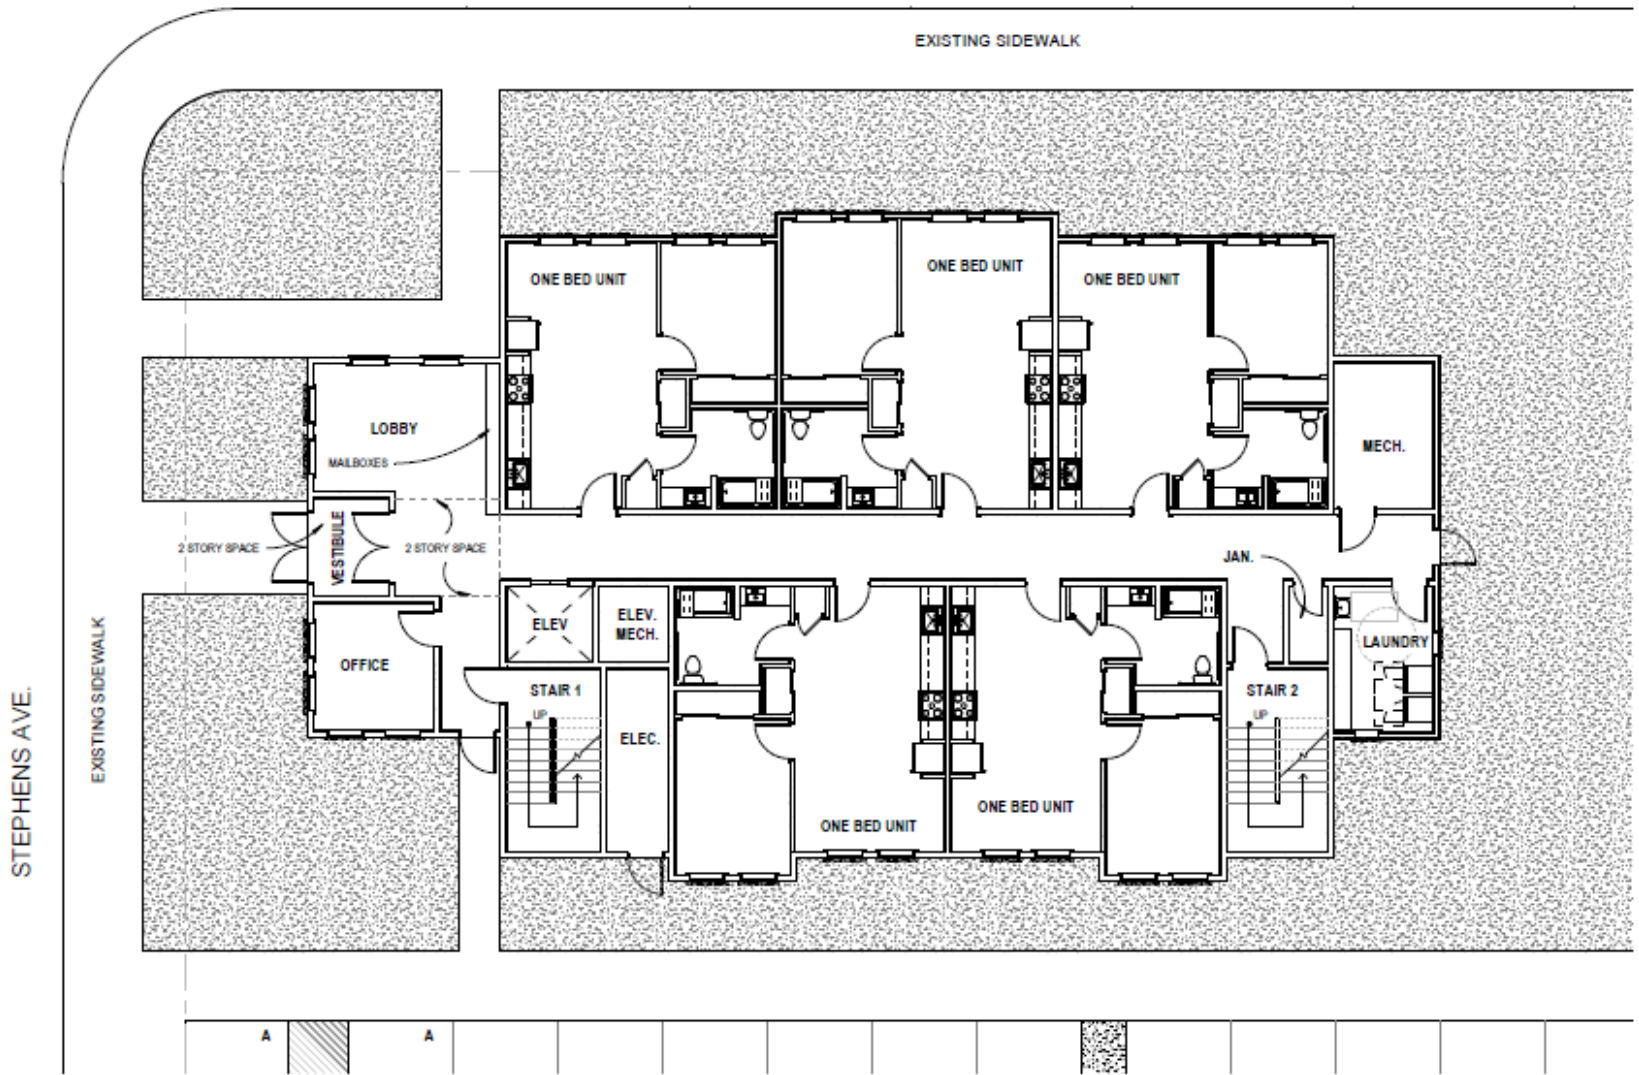 EXISTING SIDEWALK
ONE BED UNIT
ONE BED UNIT
ONE BED UNIT
LOBBY
MAILBOXES
MECH.
2 STORY SPACE
VESTIBULE
2 STORY SPACE
JAN.
ELEV
ELEV.
MECH.
LAUNDRY
OFFICE
STAIR 1
UP
ELEC.
STAIR 2
UP
ONE BED UNIT
ONE BED UNIT
EXISTING SIDEWALK
STEPHENS AVE.
A
A